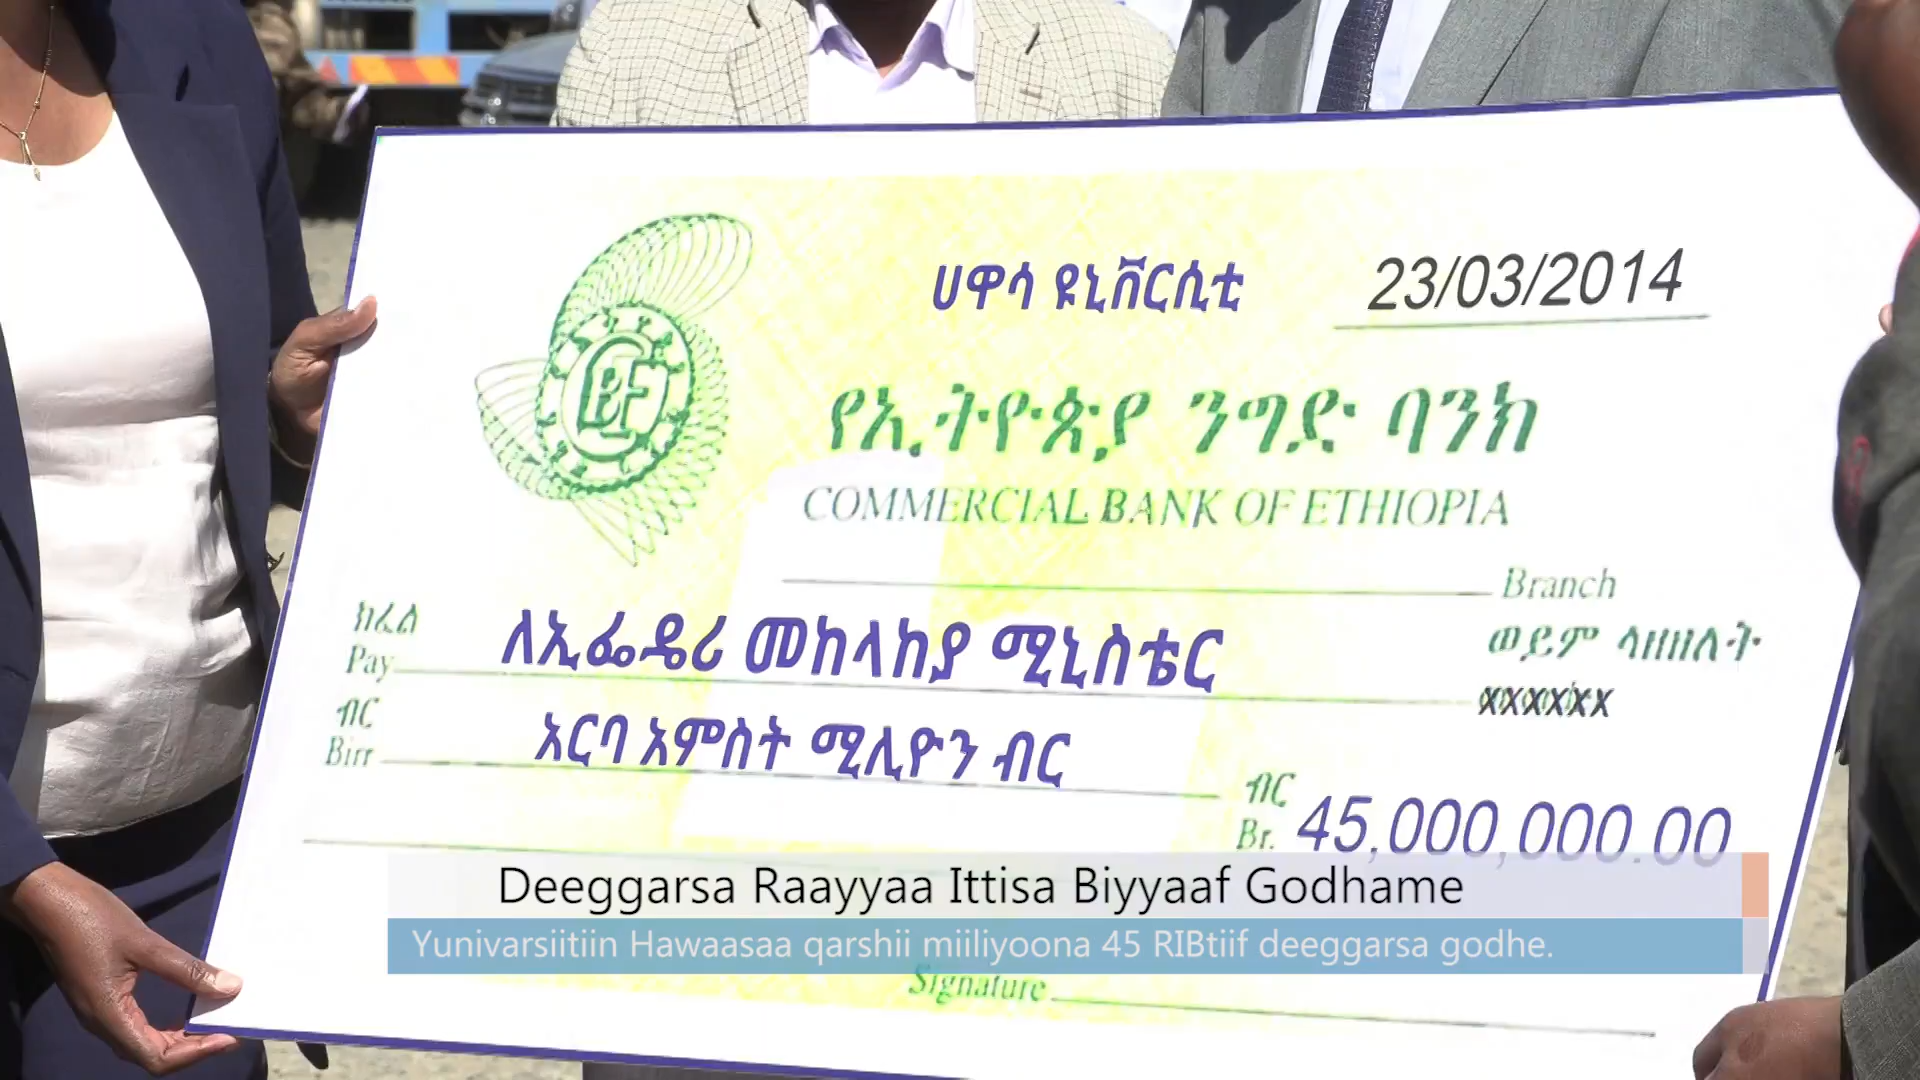 ሀዋሳ ዩኒቨርሲቲ 23/03/2014
CBE
የኢትዮጵያ ንግድ ባንክ
COMMERCIAL BANK OF ETHIOPIA
Branch
ክፈል
Pay
ለኢፌዴሪ መከላከያ ሚኒስቴር
ወይም ላዘዘለት
xxxxxx
ብር
Birr
አርባ አምስት ሚሊዮን ብር
ብር
Br. 45,000,000.00
Deeggarsa Raayyaa Ittisa Biyyaaf Godhame
Yunivarsiitiin Hawaasaa qarshii miiliyoona 45 RIBtiif deeggarsa godhe.
Signature